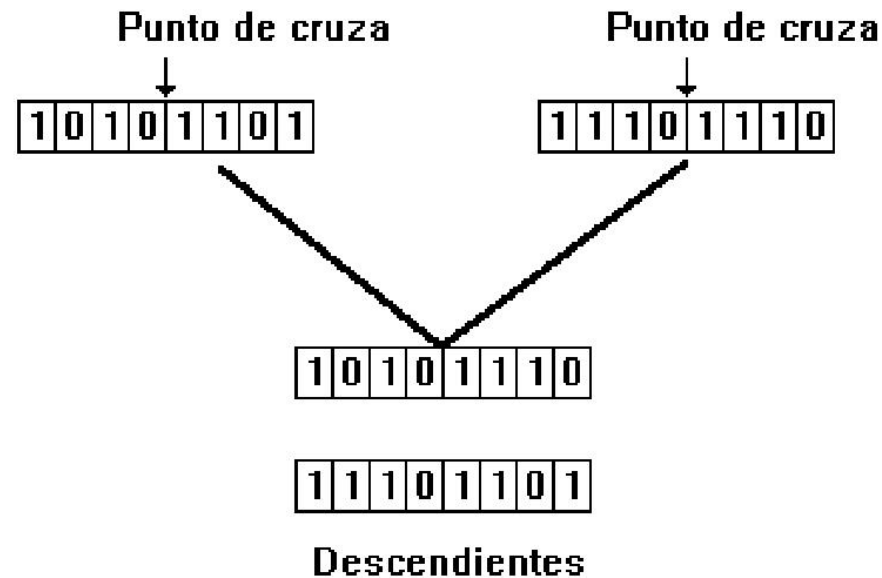 Punto de cruza Punto de cruza
1 0 1 0 1 1 0 1 1 1 1 0 1 1 1 0
1 0 1 0 1 1 1 0
1 1 1 0 1 1 0 1
Descendientes